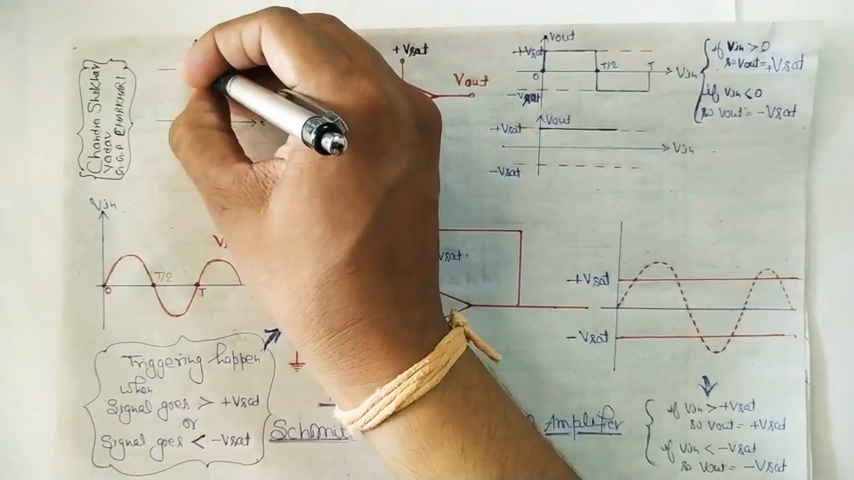 Chandra Shekhar
Yadav
G.G.P CHARKHARI
+Vsat
Vout
Vout
+Vsat
0
T/2
T
Vin
if Vin > 0
so Vout = +Vsat
if Vin < 0
so Vout = -Vsat
Vout
+Vsat
Vin
-Vsat
Vin
0
T/2
T
Vsat
+Vsat
-Vsat
Triggering happen
when
Signal goes > +Vsat
or
Signal goes < -Vsat
Schmit
Amplifier
if Vin > +Vsat
so Vout = +Vsat
if Vin < -Vsat
so Vout = -Vsat